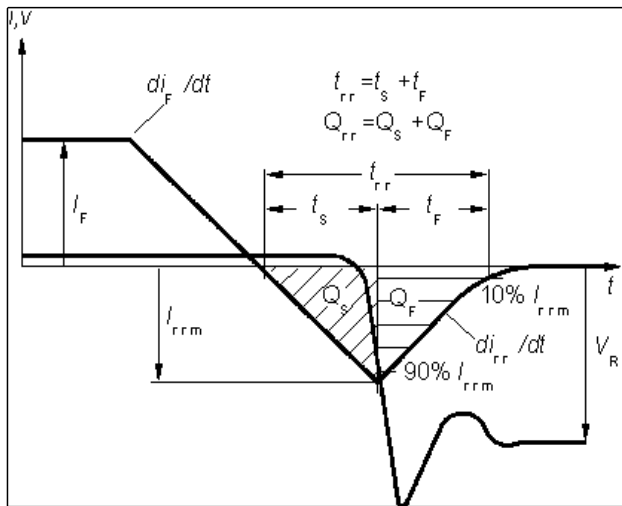 I,V
di_F /dt
t_rr =t_S +t_F
Q_rr =Q_S +Q_F
t_rr
t_S t_F
I_F
t
Q_S Q_F 10% I_rrm
I_rrm
di_rr /dt
V_R
90% I_rrm